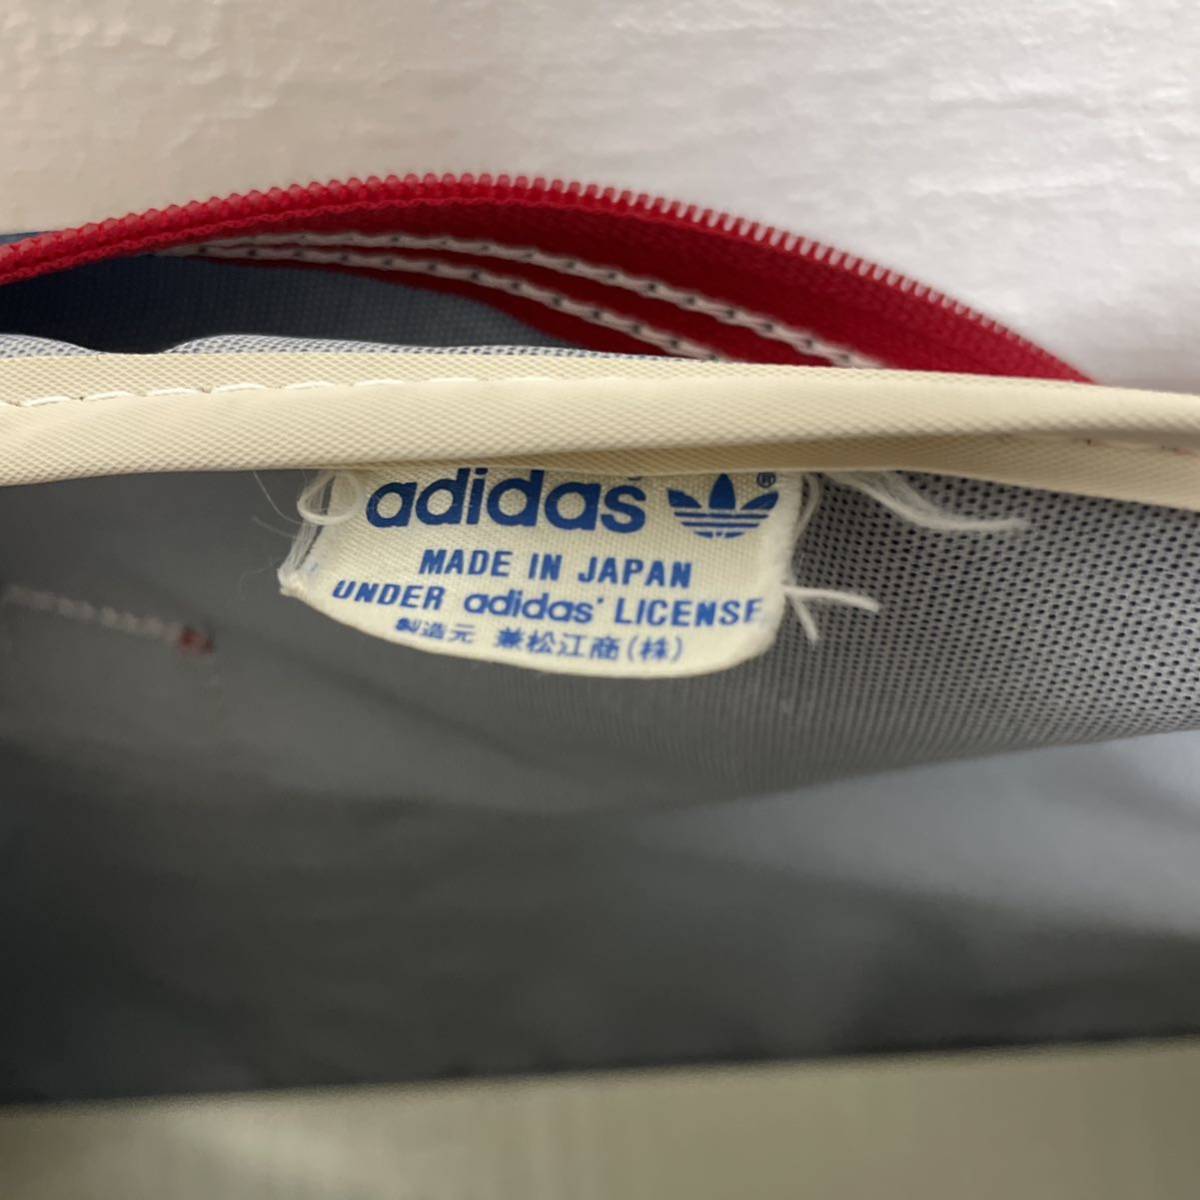 adidas ®
MADE IN JAPAN
UNDER adidas LICENSE
製造元 兼松江商(株)